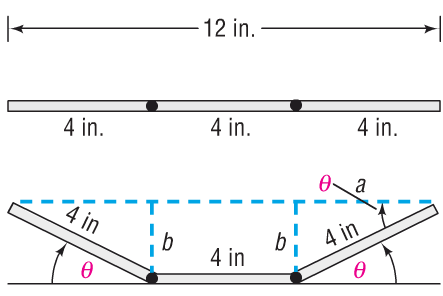 12 in.
4 in. 4 in. 4 in.
θ a
4 in b b 4 in
θ 4 in θ